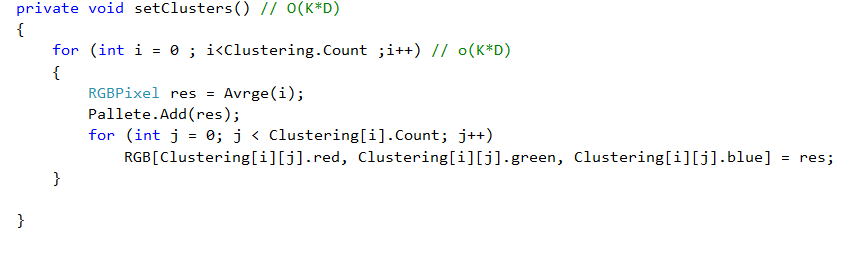 private void setClusters() // O(K*D)
{
for (int i = 0 ; i<Clustering.Count ;i++) // o(K*D)
{
RGBPixel res = Avrge(i);
Pallete.Add(res);
for (int j = 0; j < Clustering[i].Count; j++)
RGB[Clustering[i][j].red, Clustering[i][j].green, Clustering[i][j].blue] = res;
}
}